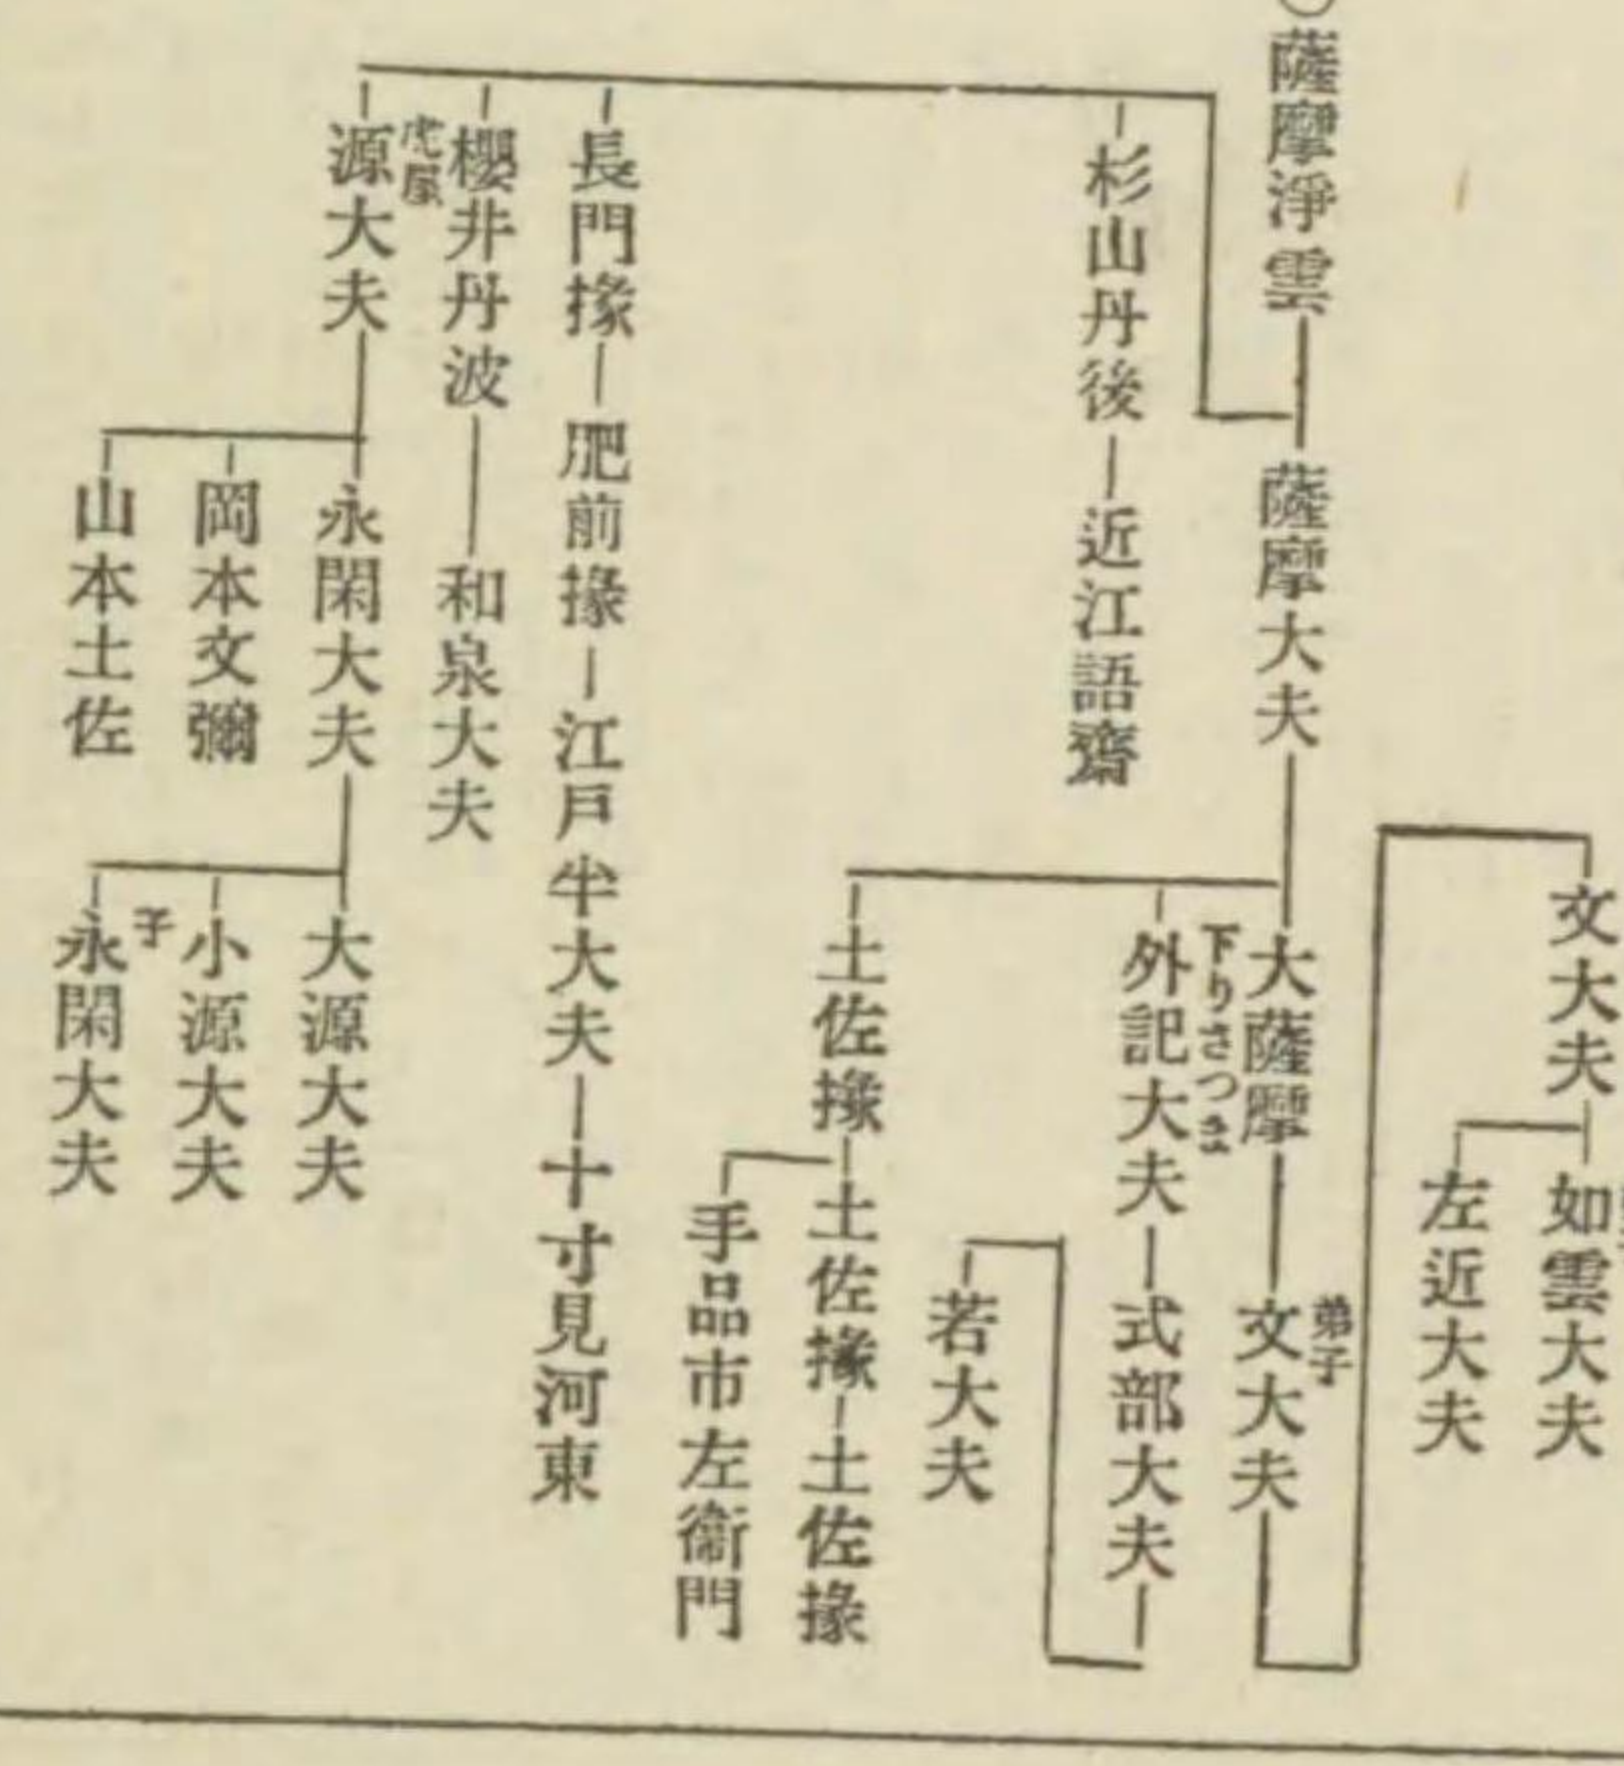 薩摩淨雲
薩摩大夫
大薩摩
下りさつま
文大夫
弟子
文大夫
如雲大夫
左近大夫
外記大夫
式部大夫
若大夫
土佐掾
土佐掾
土佐掾
手品市左衞門
杉山丹後
近江語齋
長門掾
肥前掾
江戸半大夫
十寸見河東
櫻井丹波
和泉大夫
虎屋
源大夫
永閑大夫
大源大夫
小源大夫
子
永閑大夫
岡本文彌
山本土佐